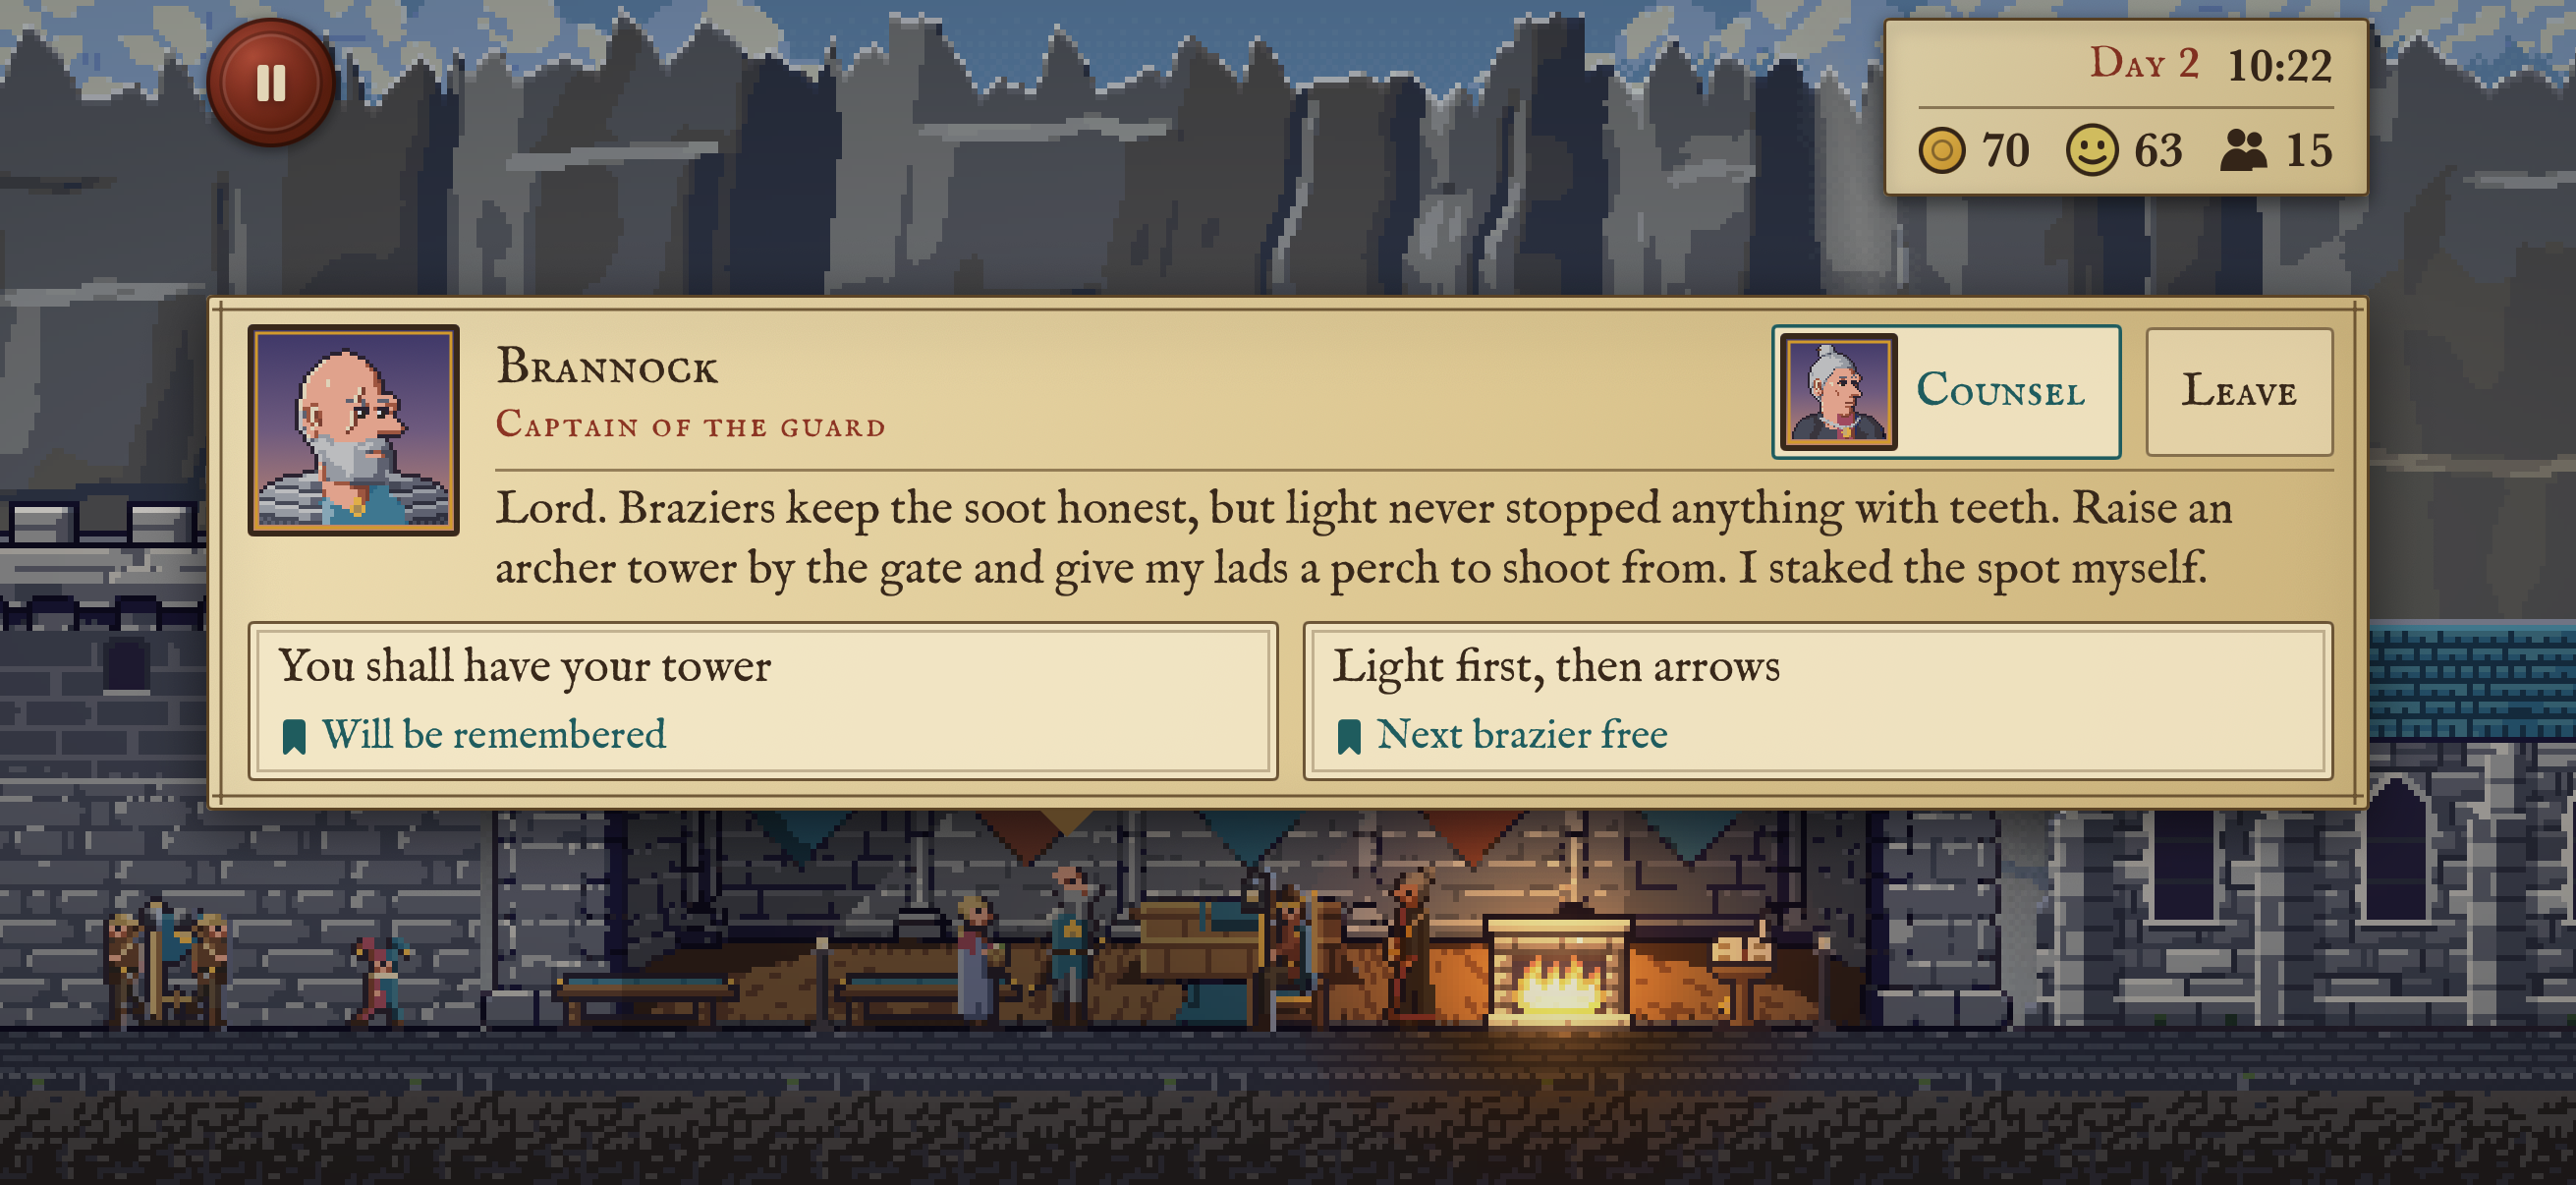 Day 2 10:22
70 63 15
Brannock
Captain of the guard
Counsel
Leave
Lord. Braziers keep the soot honest, but light never stopped anything with teeth. Raise an
archer tower by the gate and give my lads a perch to shoot from. I staked the spot myself.
You shall have your tower
Will be remembered
Light first, then arrows
Next brazier free